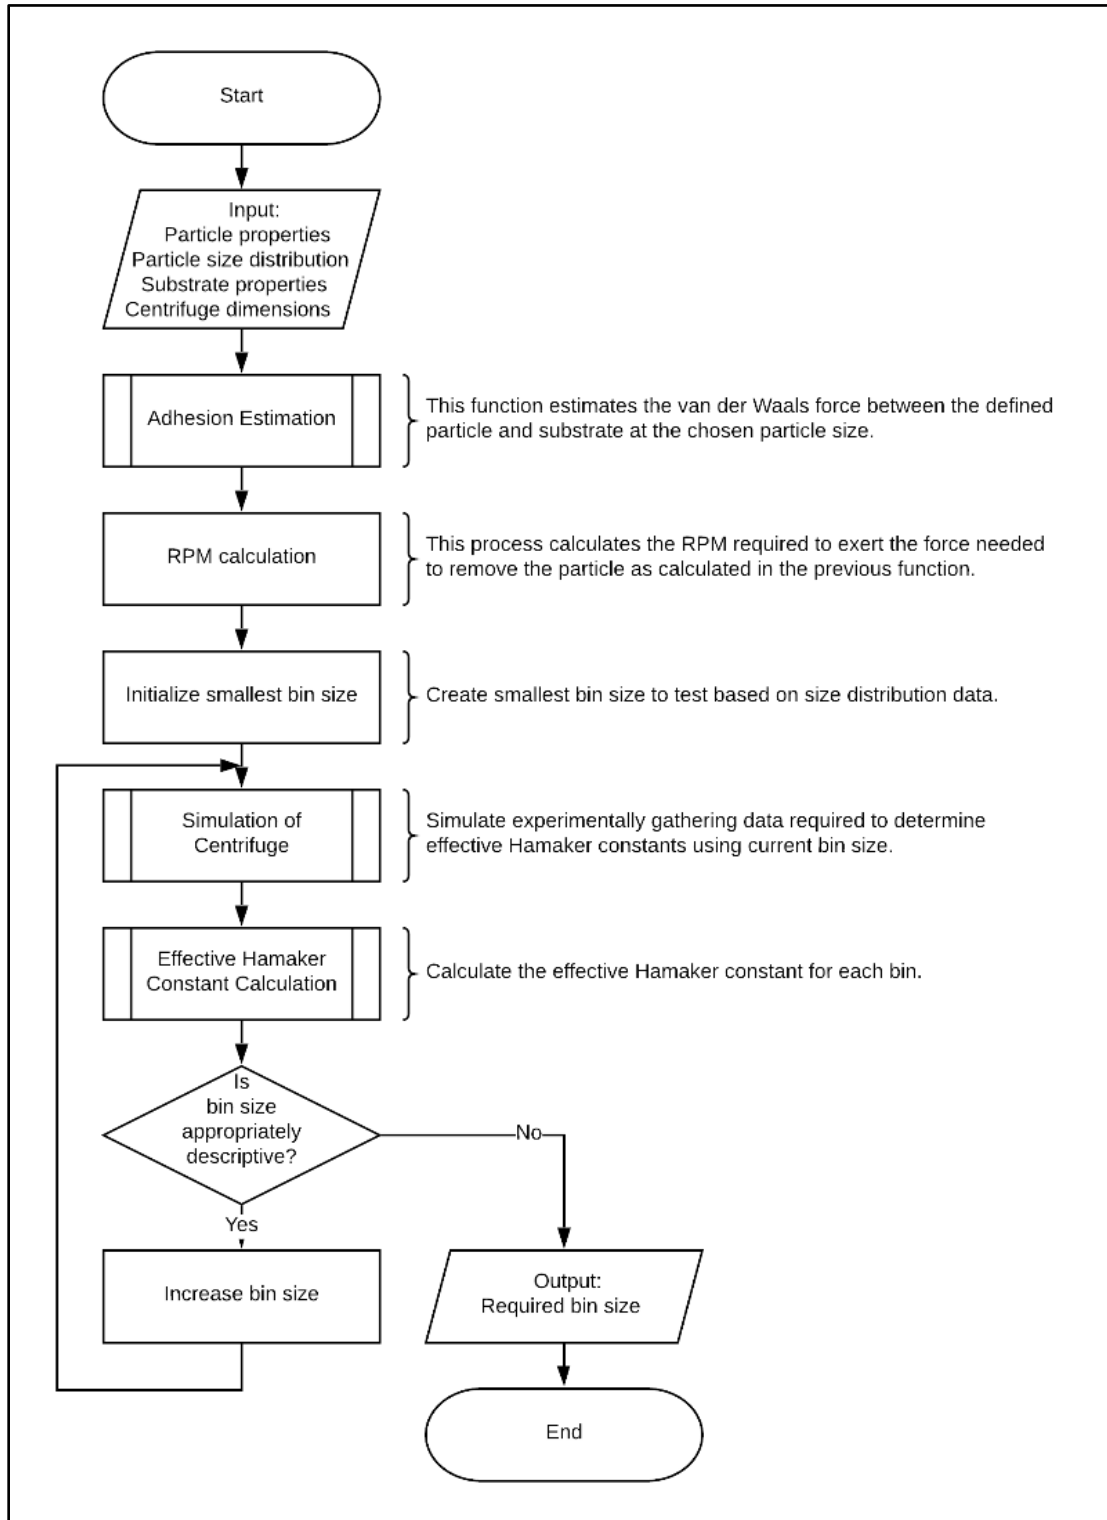 Start
Input:
Particle properties
Particle size distribution
Substrate properties
Centrifuge dimensions
Adhesion Estimation
This function estimates the van der Waals force between the defined
particle and substrate at the chosen particle size.
RPM calculation
This process calculates the RPM required to exert the force needed
to remove the particle as calculated in the previous function.
Initialize smallest bin size
Create smallest bin size to test based on size distribution data.
Simulation of
Centrifuge
Simulate experimentally gathering data required to determine
effective Hamaker constants using current bin size.
Effective Hamaker
Constant Calculation
Calculate the effective Hamaker constant for each bin.
Is
bin size
appropriately
descriptive?
No
Yes
Increase bin size
Output:
Required bin size
End